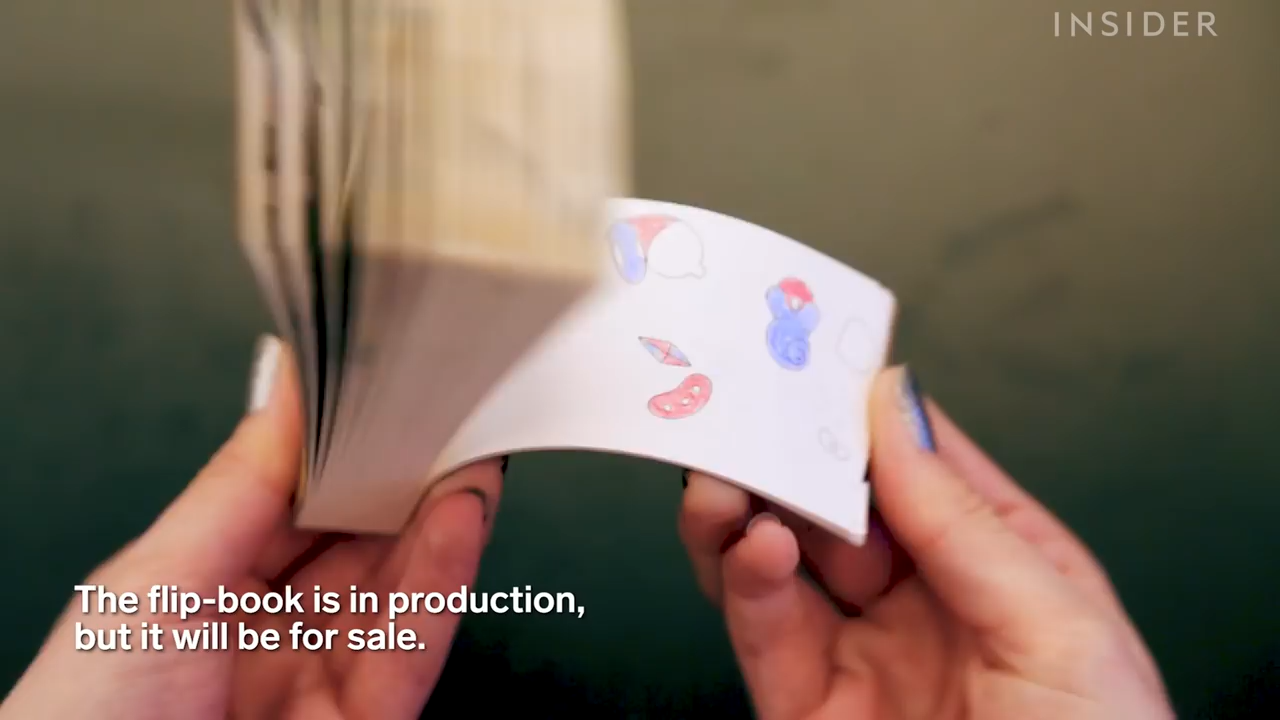 INSIDER
The flip-book is in production,
but it will be for sale.